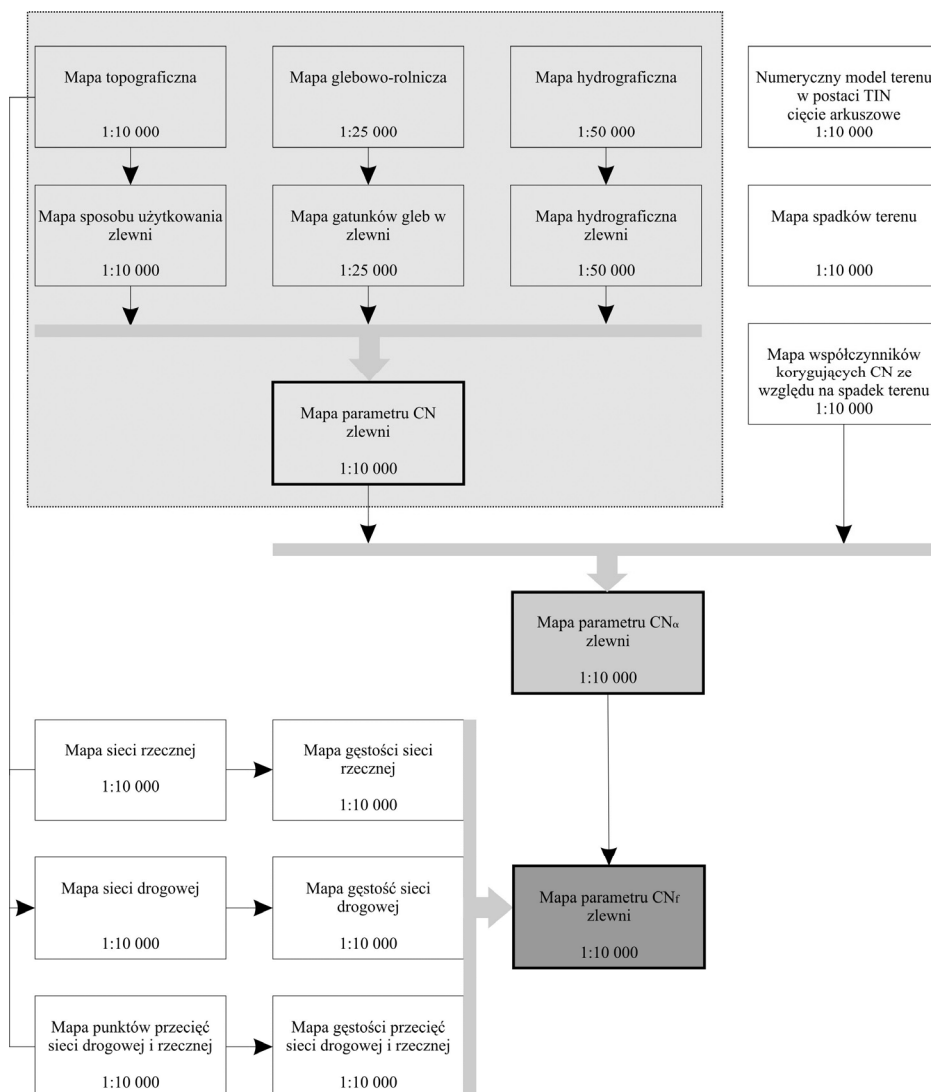 Mapa topograficzna
1:10 000
Mapa glebowo-rolnicza
1:25 000
Mapa hydrograficzna
1:50 000
Numeryczny model terenu
w postaci TIN
cięcie arkuszowe
1:10 000
Mapa sposobu użytkowania
zlewni
1:10 000
Mapa gatunków gleb w
zlewni
1:25 000
Mapa hydrograficzna
zlewni
1:50 000
Mapa spadków terenu
1:10 000
Mapa współczynników
korygujących CN ze
względu na spadek terenu
1:10 000
Mapa parametru CN
zlewni
1:10 000
Mapa parametru CNα
zlewni
1:10 000
Mapa sieci rzecznej
1:10 000
Mapa gęstości sieci
rzecznej
1:10 000
Mapa sieci drogowej
1:10 000
Mapa gęstość sieci
drogowej
1:10 000
Mapa parametru CNf
zlewni
1:10 000
Mapa punktów przecięć
sieci drogowej i rzecznej
1:10 000
Mapa gęstości przecięć
sieci drogowej i rzecznej
1:10 000